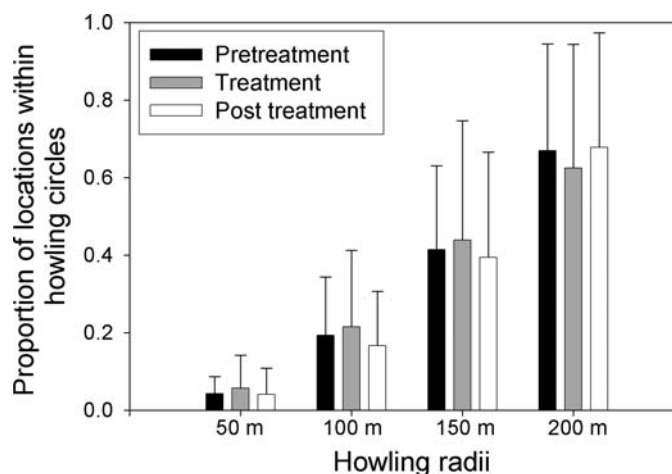 Proportion of locations within
howling circles
1.0
0.8
0.6
0.4
0.2
0.0
Pretreatment
Treatment
Post treatment
50 m
100 m
150 m
200 m
Howling radii